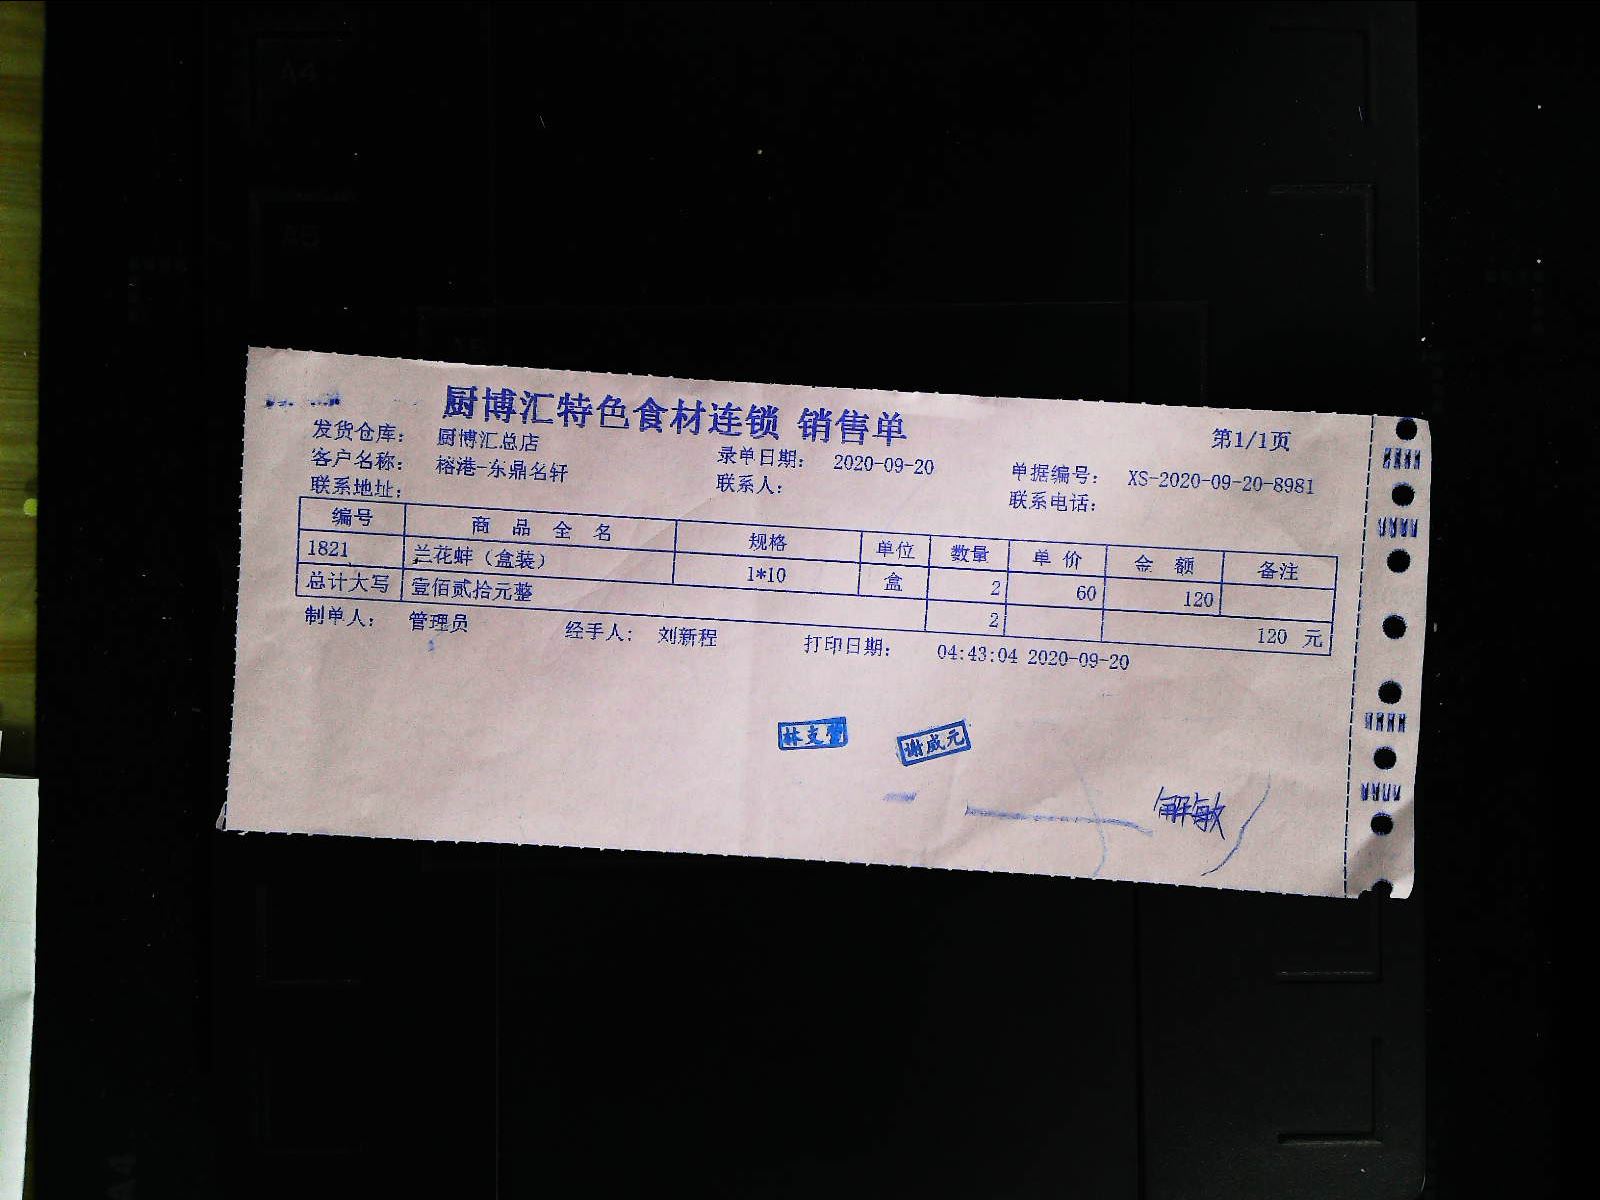 厨博汇特色食材连锁 销售单
第1/1页
发货仓库： 厨博汇总店
客户名称： 榕港-东鼎名轩 录单日期： 2020-09-20 单据编号： XS-2020-09-20-8981
联系地址： 联系人： 联系电话：
编号 商品全名 规格 单位 数量 单价 金额 备注
1821 兰花蚌（盒装） 1*10 盒 2 60 120
总计大写 壹佰贰拾元整 2 120 元
制单人： 管理员 经手人： 刘新程 打印日期： 04:43:04 2020-09-20
谢威元
解敏
A4
A5